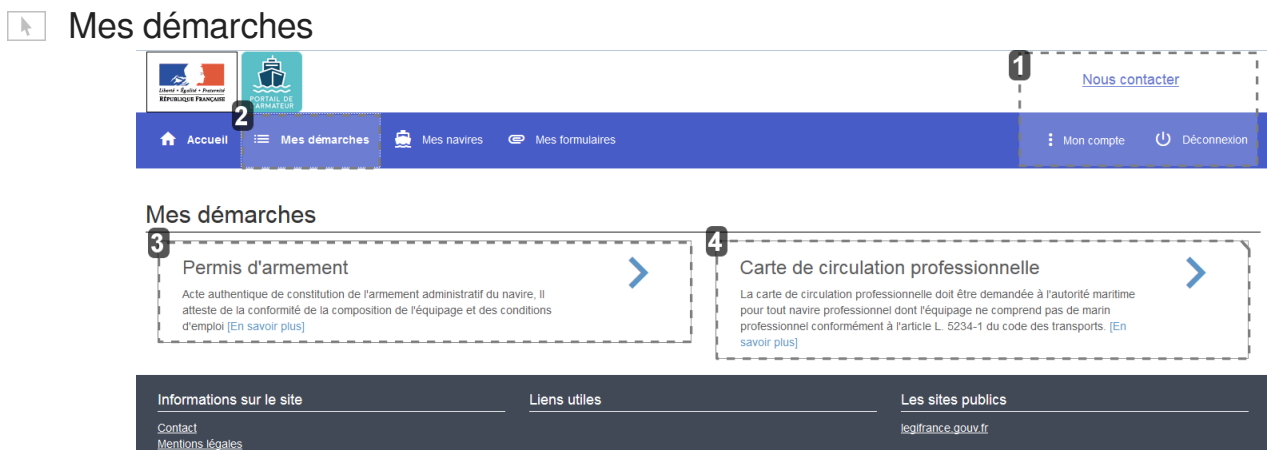 Mes démarches
1
Nous contacter
Liberté • Égalité • Fraternité
RÉPUBLIQUE FRANÇAISE
PORTAIL DE
L'ARMATEUR
2
Accueil Mes démarches Mes navires Mes formulaires Mon compte Déconnexion
Mes démarches
3
Permis d'armement
Acte authentique de constitution de l'armement administratif du navire, Il
atteste de la conformité de la composition de l'équipage et des conditions
d'emploi [En savoir plus]
4
Carte de circulation professionnelle
La carte de circulation professionnelle doit être demandée à l'autorité maritime
pour tout navire professionnel dont l'équipage ne comprend pas de marin
professionnel conformément à l'article L. 5234-1 du code des transports. [En
savoir plus]
Informations sur le site
Contact
Mentions légales
Liens utiles
Les sites publics
legifrance.gouv.fr